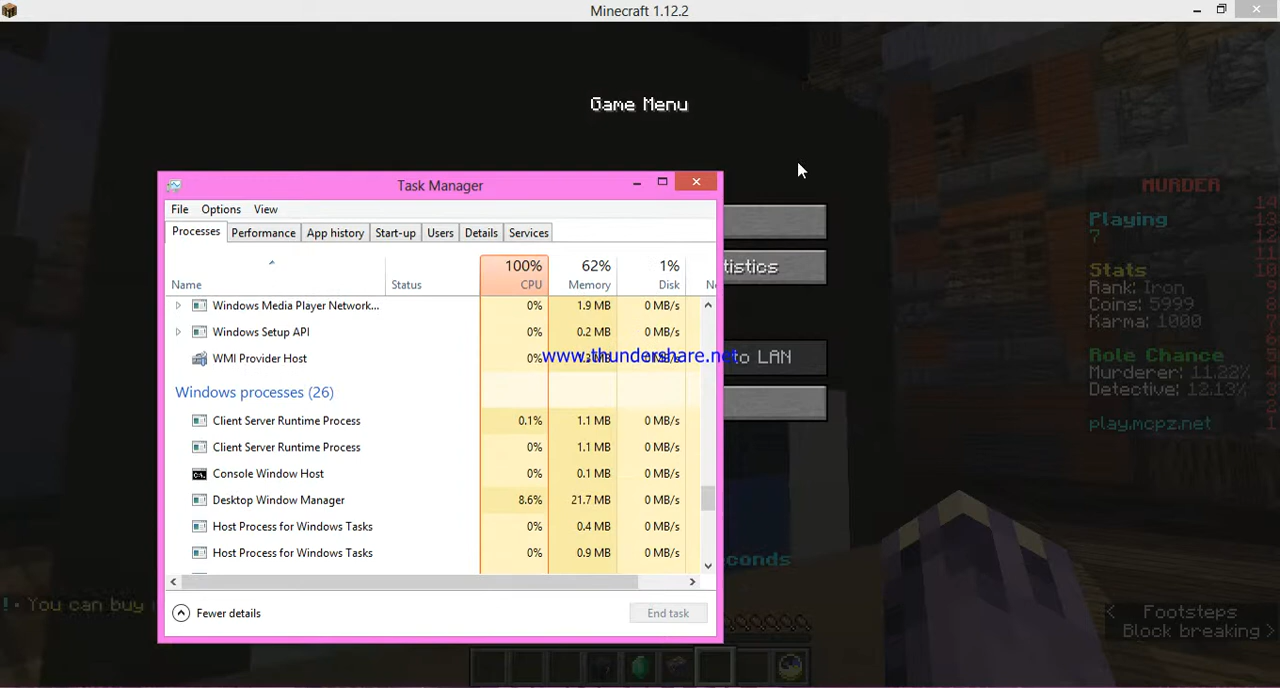 Minecraft 1.12.2
Game Menu
Task Manager
File Options View
Processes Performance App history Start-up Users Details Services
100% 62% 1%
Name Status CPU Memory Disk
Windows Media Player Network... 0% 1.9 MB 0 MB/s
Windows Setup API 0% 0.2 MB 0 MB/s
WMI Provider Host 0%
www.thundershare.net
Windows processes (26)
Client Server Runtime Process 0.1% 1.1 MB 0 MB/s
Client Server Runtime Process 0% 1.1 MB 0 MB/s
Console Window Host 0% 0.1 MB 0 MB/s
Desktop Window Manager 8.6% 21.7 MB 0 MB/s
Host Process for Windows Tasks 0% 0.4 MB 0 MB/s
Host Process for Windows Tasks 0% 0.9 MB 0 MB/s
Fewer details End task
tistics
to LAN
econds
!• You can buy
MURDER
Playing
7
Stats
Rank: Iron
Coins: 5999
Karma: 1000
Role Chance
Murderer: 11.22%
Detective: 12.13%
play.mcpz.net
< Footsteps
Block breaking >